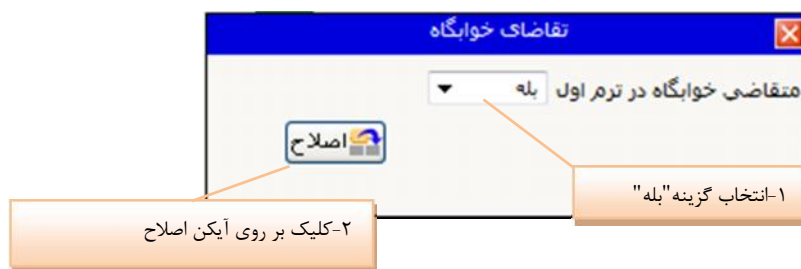 تقاضای خوابگاه
متقاضی خوابگاه در ترم اول بله
اصلاح
۱-انتخاب گزینه"بله"
۲-کلیک بر روی آیکن اصلاح